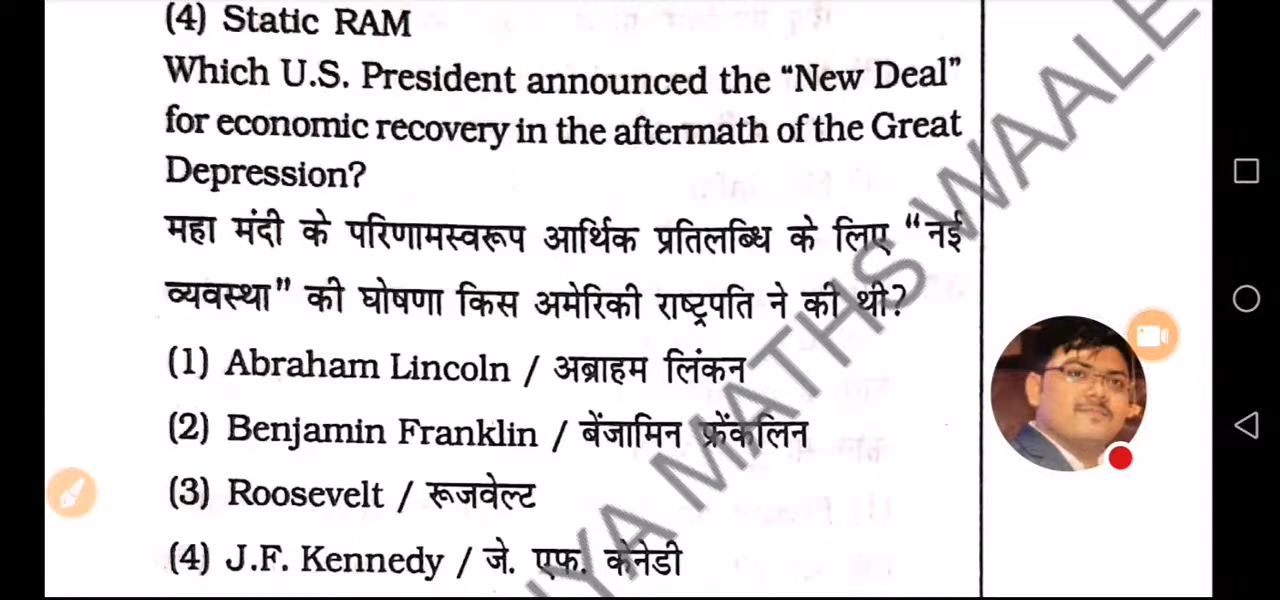 (4) Static RAM
Which U.S. President announced the “New Deal”
for economic recovery in the aftermath of the Great
Depression?
महा मंदी के परिणामस्वरूप आर्थिक प्रतिलब्धि के लिए “नई
व्यवस्था” की घोषणा किस अमेरिकी राष्ट्रपति ने की थी?
(1) Abraham Lincoln / अब्राहम लिंकन
(2) Benjamin Franklin / बेंजामिन फ्रेंकलिन
(3) Roosevelt / रूजवेल्ट
(4) J.F. Kennedy / जे. एफ. केनेडी
MATHS WAALE